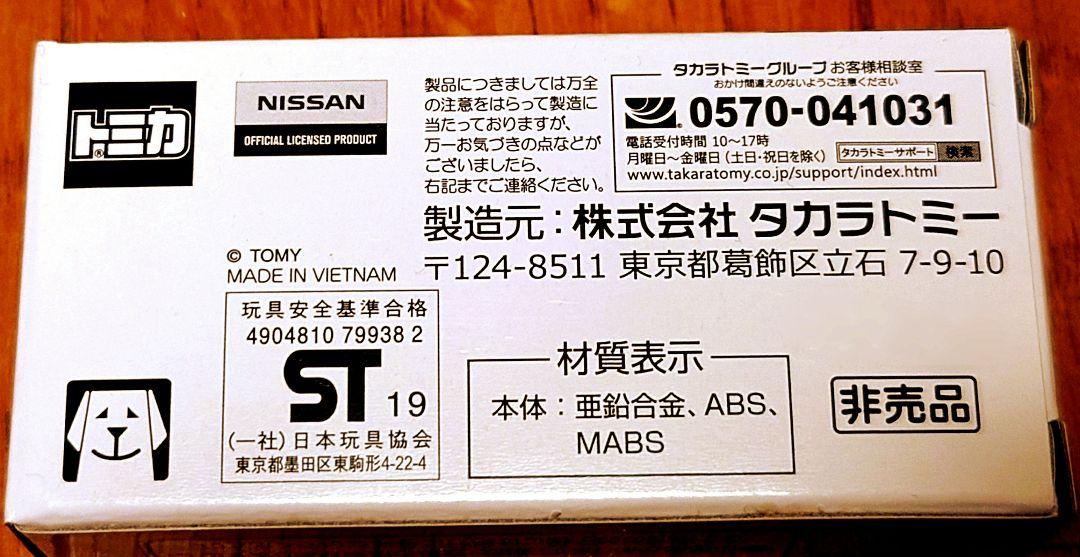 トミカ®
NISSAN
OFFICIAL LICENSED PRODUCT
製品につきましては万全
の注意をはらって製造に
当たっておりますが、
万一お気づきの点などが
ございましたら、
右記までご連絡ください。
タカラトミーグループ お客様相談室
おかけ間違えのないようご注意ください
0570-041031
電話受付時間 10〜17時
月曜日〜金曜日 (土日・祝日を除く) タカラトミーサポート 検索
www.takaratomy.co.jp/support/index.html
製造元:株式会社 タカラトミー
〒124-8511 東京都葛飾区立石 7-9-10
© TOMY
MADE IN VIETNAM
玩具安全基準合格
4904810 79938 2
ST 19
(一社)日本玩具協会
東京都墨田区東駒形4-22-4
材質表示
本体:亜鉛合金、ABS、
MABS
非売品